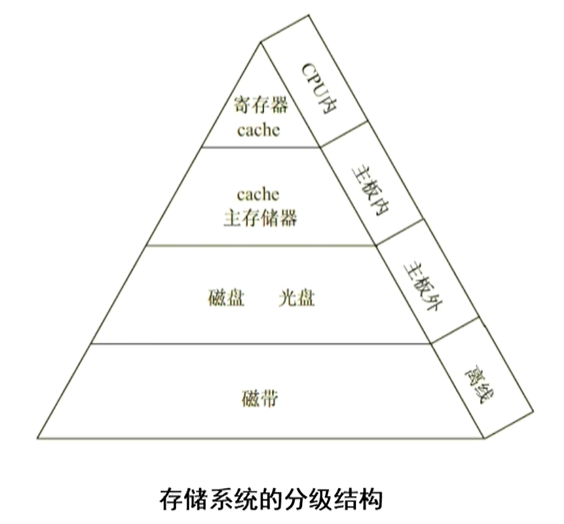 CPU内
寄存器
cache
主板内
cache
主存储器
主板外
磁盘 光盘
离线
磁带
存储系统的分级结构